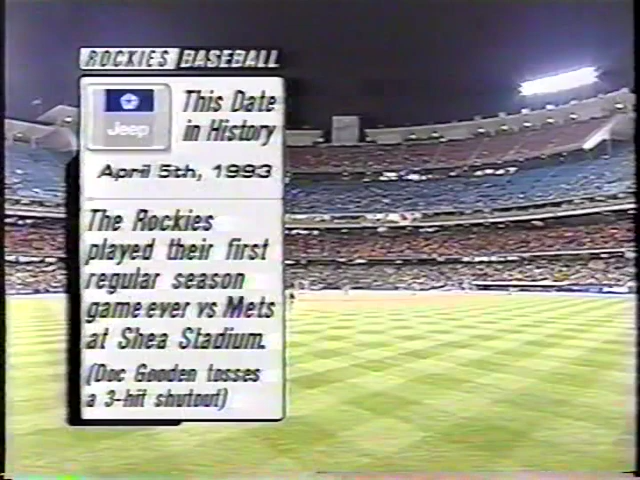 ROCKIES BASEBALL
Jeep
This Date
in History
April 5th, 1993
The Rockies
played their first
regular season
game ever vs Mets
at Shea Stadium.
(Doc Gooden tosses
a 3-hit shutout)